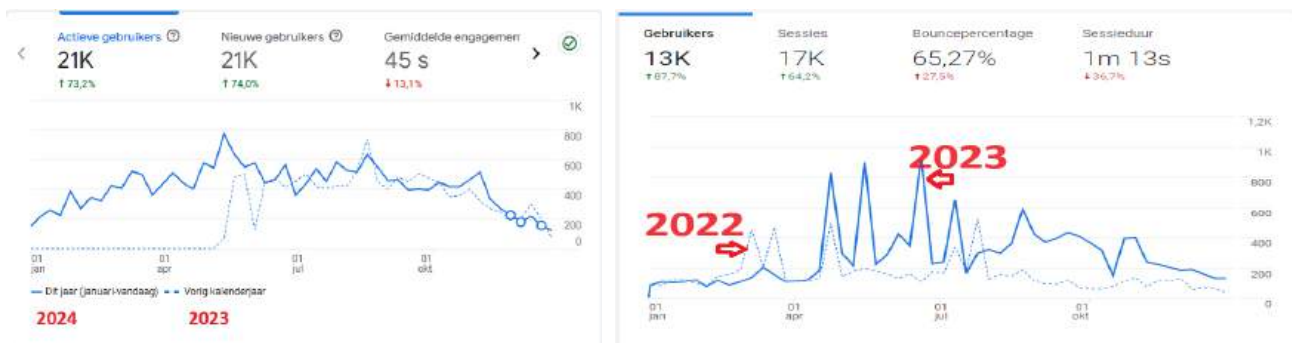 Actieve gebruikers
21K
↑ 73,2%
Nieuwe gebruikers
21K
↑ 74,0%
Gemiddelde engagemen
45 s
↓ 13,1%
1K
800
600
400
200
0
01 jan
01 apr
01 jul
01 okt
Dit jaar (januari-vandaag)
Vorig kalenderjaar
2024
2023
Gebruikers
13K
↑ 87,7%
Sessies
17K
↑ 64,2%
Bouncepercentage
65,27%
↑ 27,5%
Sessieduur
1m 13s
↓ 36,7%
1,2K
1K
800
600
400
200
0
2023
2022
01 jan
01 apr
01 jul
01 okt